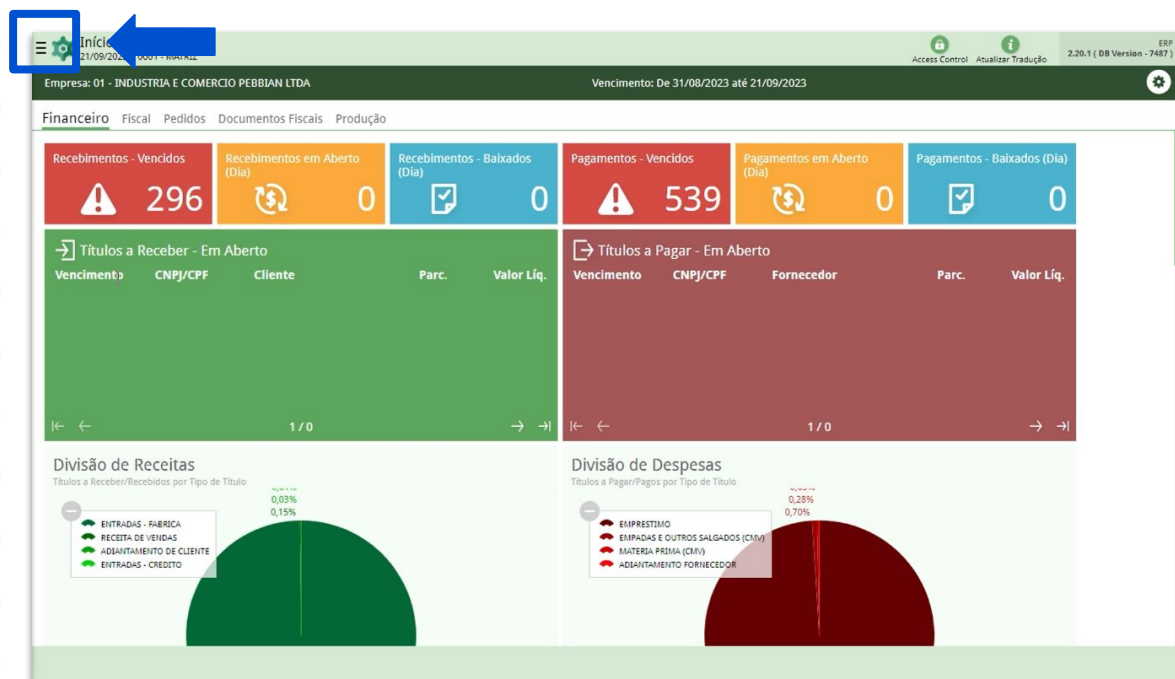 Início
21/09/202 0001 - MATRIZ
Access Control
Atualizar Tradução
ERP
2.20.1 ( DB Version - 7487 )
Empresa: 01 - INDUSTRIA E COMERCIO PEBBIAN LTDA
Vencimento: De 31/08/2023 até 21/09/2023
Financeiro Fiscal Pedidos Documentos Fiscais Produção
Recebimentos - Vencidos
296
Recebimentos em Aberto
(Dia)
0
Recebimentos - Baixados
(Dia)
0
Pagamentos - Vencidos
539
Pagamentos em Aberto
(Dia)
0
Pagamentos - Baixados (Dia)
0
Títulos a Receber - Em Aberto
Vencimento CNPJ/CPF Cliente Parc. Valor Líq.
1 / 0
Títulos a Pagar - Em Aberto
Vencimento CNPJ/CPF Fornecedor Parc. Valor Líq.
1 / 0
Divisão de Receitas
Títulos a Receber/Recebidos por Tipo de Título
0,03%
0,15%
ENTRADAS - FABRICA
RECEITA DE VENDAS
ADIANTAMENTO DE CLIENTE
ENTRADAS - CREDITO
Divisão de Despesas
Títulos a Pagar/Pagos por Tipo de Título
0,28%
0,70%
EMPRESTIMO
EMPADAS E OUTROS SALGADOS (CMV)
MATERIA PRIMA (CMV)
ADIANTAMENTO FORNECEDOR